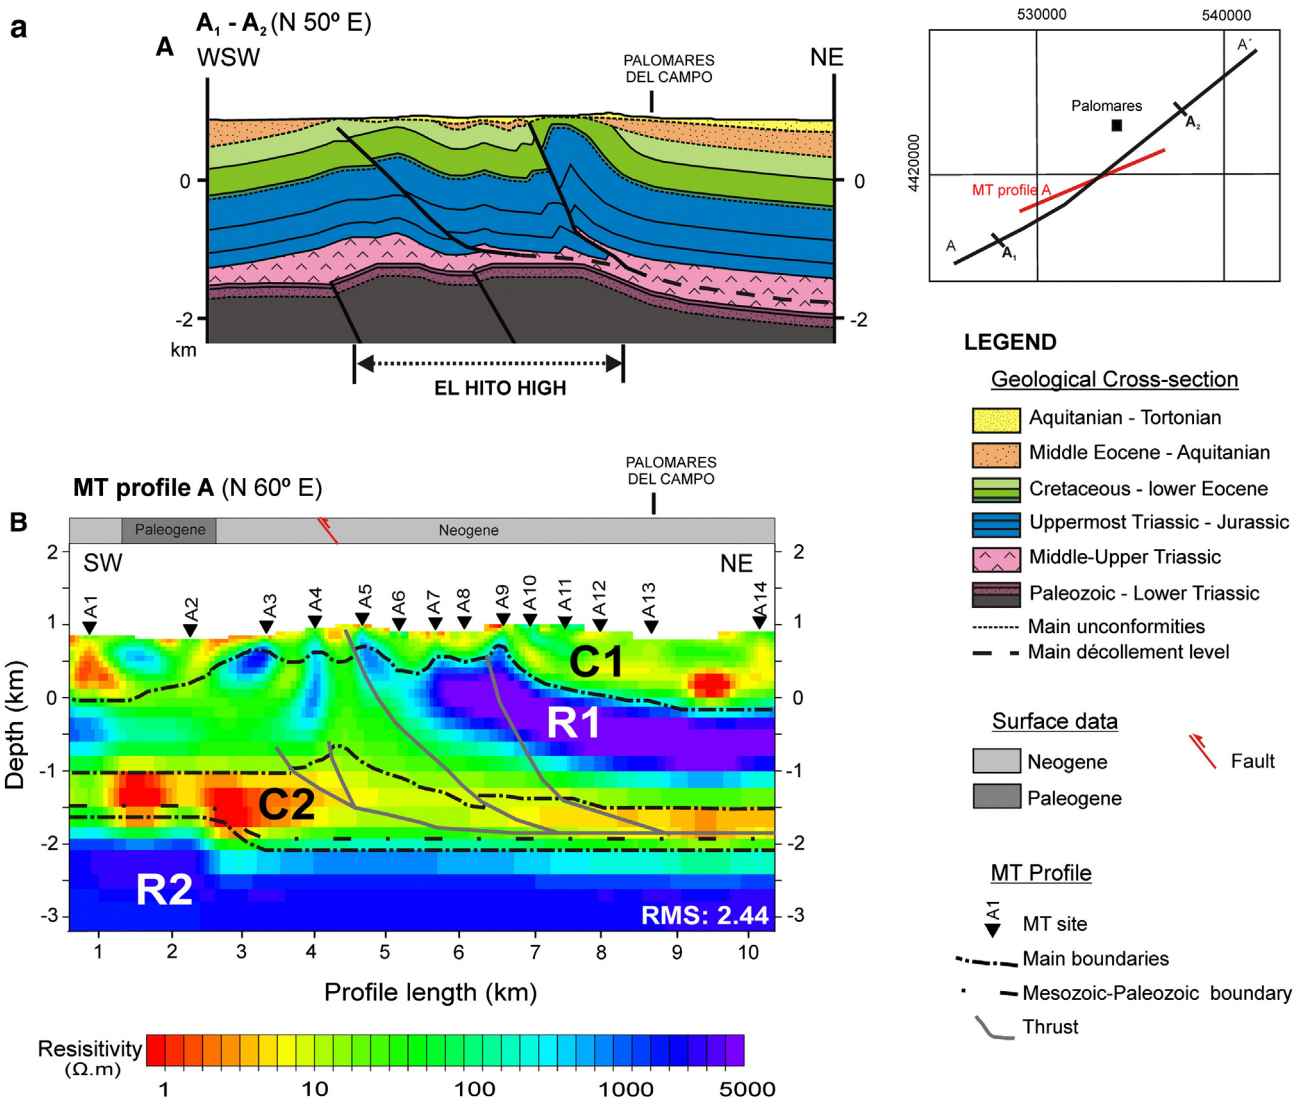 a
A₁ - A₂ (N 50º E)
A
WSW
PALOMARES
DEL CAMPO
NE
0
0
-2
-2
km
EL HITO HIGH
530000
540000
4420000
A´
Palomares
A₂
MT profile A
A
A₁
LEGEND
Geological Cross-section
Aquitanian - Tortonian
Middle Eocene - Aquitanian
Cretaceous - lower Eocene
Uppermost Triassic - Jurassic
Middle-Upper Triassic
Paleozoic - Lower Triassic
Main unconformities
Main décollement level
Surface data
Neogene
Fault
Paleogene
MT Profile
A1
MT site
Main boundaries
Mesozoic-Paleozoic boundary
Thrust
MT profile A (N 60º E)
PALOMARES
DEL CAMPO
B
Paleogene
Neogene
SW
NE
A1 A2 A3 A4 A5 A6 A7 A8 A9 A10 A11 A12 A13 A14
2
1
0
-1
-2
-3
2
1
0
-1
-2
-3
Depth (km)
C1
R1
C2
R2
RMS: 2.44
1 2 3 4 5 6 7 8 9 10
Profile length (km)
Resisitivity
(Ω.m)
1 10 100 1000 5000